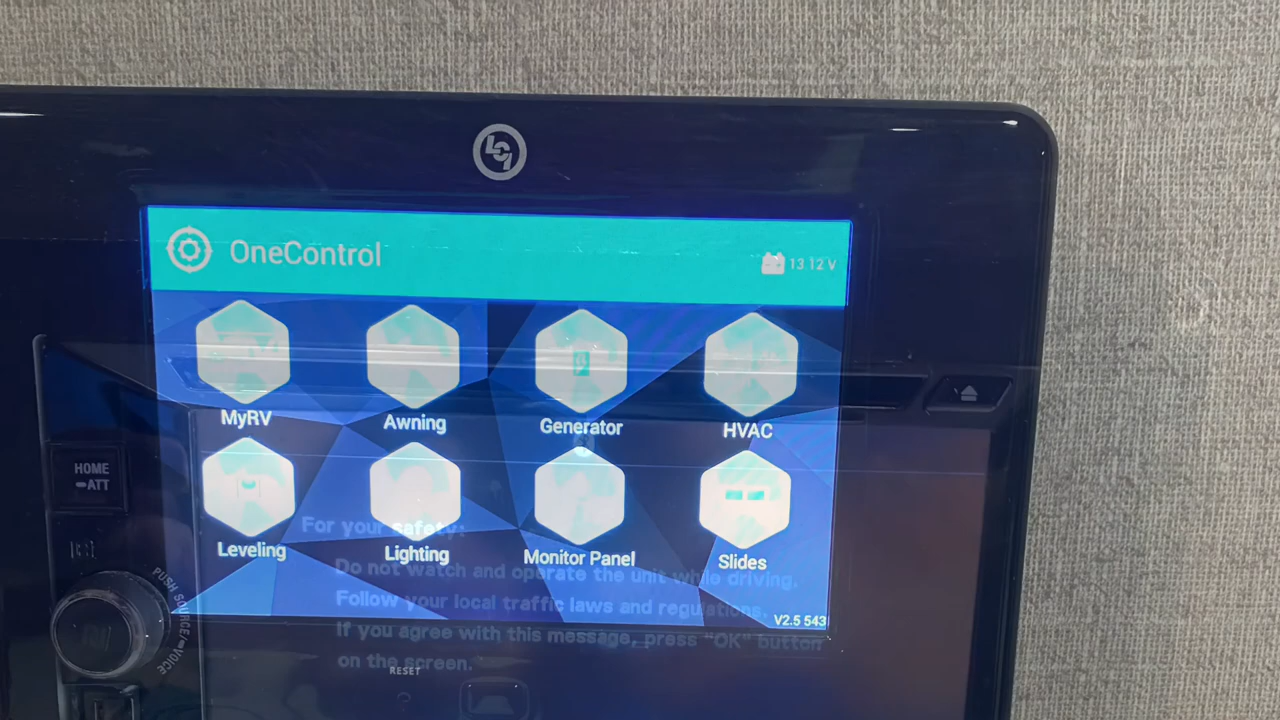 LCI
OneControl
13.12 V
MyRV
Awning
Generator
HVAC
HOME
ATT
Leveling
Lighting
Monitor Panel
Slides
For your safety:
Do not watch and operate the unit while driving.
Follow your local traffic laws and regulations.
If you agree with this message, press "OK" button
on the screen.
V2.5 543
PUSH SOURCE/VOICE
RESET